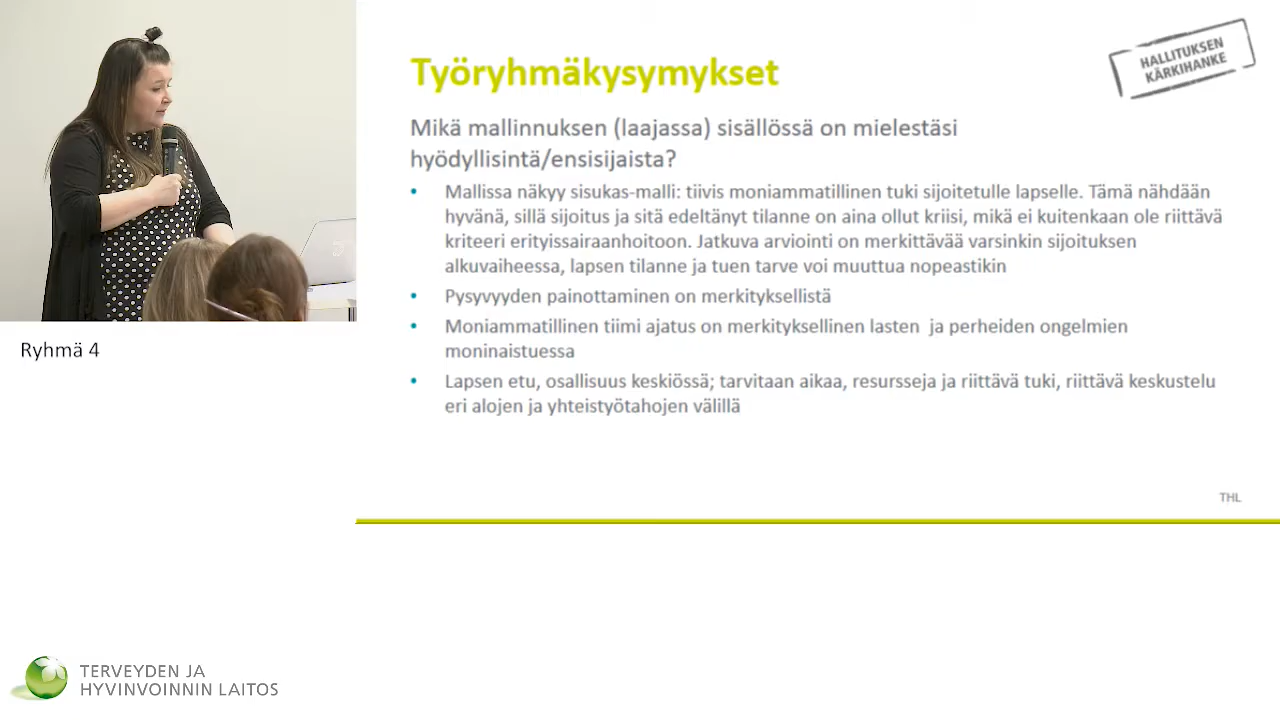 Työryhmäkysymykset
HALLITUKSEN
KÄRKIHANKE
Mikä mallinnuksen (laajassa) sisällössä on mielestäsi
hyödyllisintä/ensisijaista?
• Mallissa näkyy sisukas-malli: tiivis moniammatillinen tuki sijoitetulle lapselle. Tämä nähdään
hyvänä, sillä sijoitus ja sitä edeltänyt tilanne on aina ollut kriisi, mikä ei kuitenkaan ole riittävä
kriteeri erityissairaanhoitoon. Jatkuva arviointi on merkittävää varsinkin sijoituksen
alkuvaiheessa, lapsen tilanne ja tuen tarve voi muuttua nopeastikin
• Pysyvyyden painottaminen on merkityksellistä
• Moniammatillinen tiimi ajatus on merkityksellinen lasten ja perheiden ongelmien
moninaistuessa
• Lapsen etu, osallisuus keskiössä; tarvitaan aikaa, resursseja ja riittävä tuki, riittävä keskustelu
eri alojen ja yhteistyötahojen välillä
THL
Ryhmä 4
TERVEYDEN JA
HYVINVOINNIN LAITOS